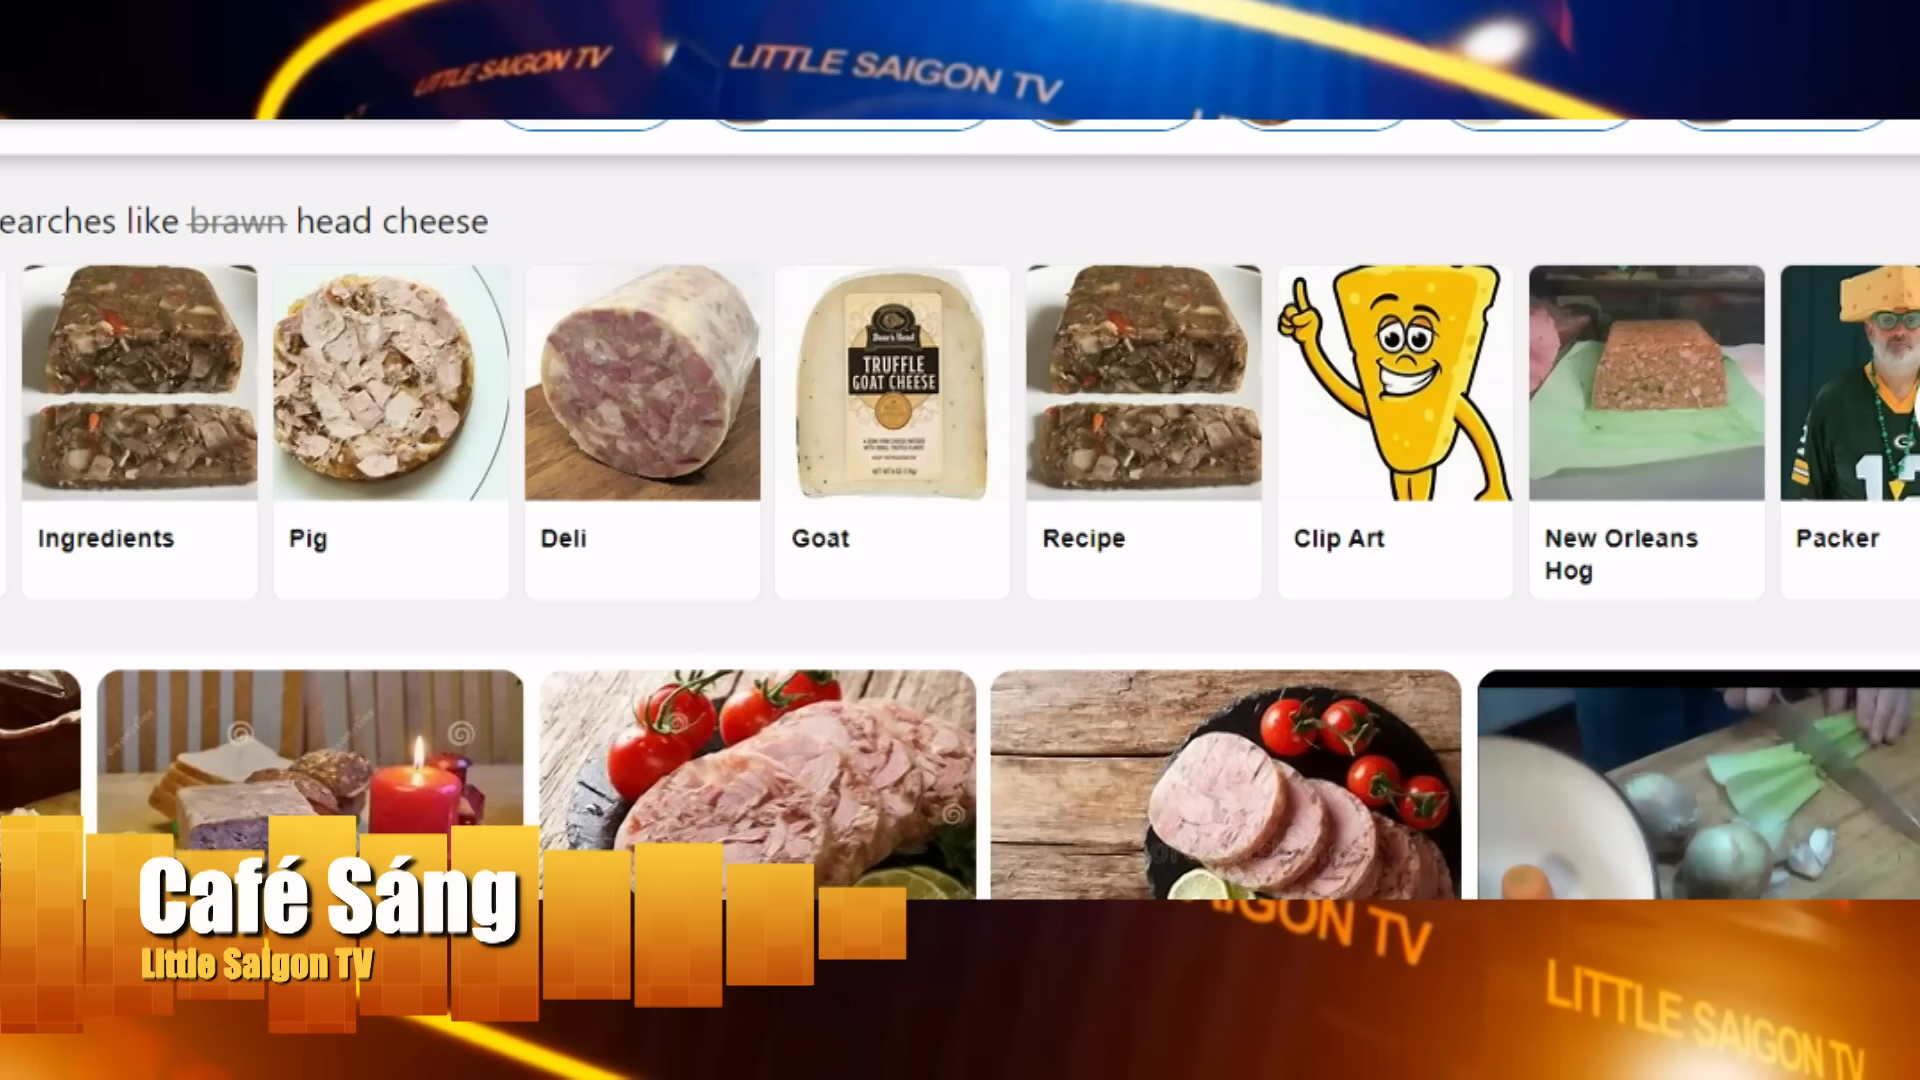 LITTLE SAIGON TV
LITTLE SAIGON TV
earches like brawn head cheese
TRUFFLE
GOAT CHEESE
Ingredients
Pig
Deli
Goat
Recipe
Clip Art
New Orleans
Hog
Packer
Café Sáng
Little Saigon TV
IGON TV
LITTLE SAIGON TV